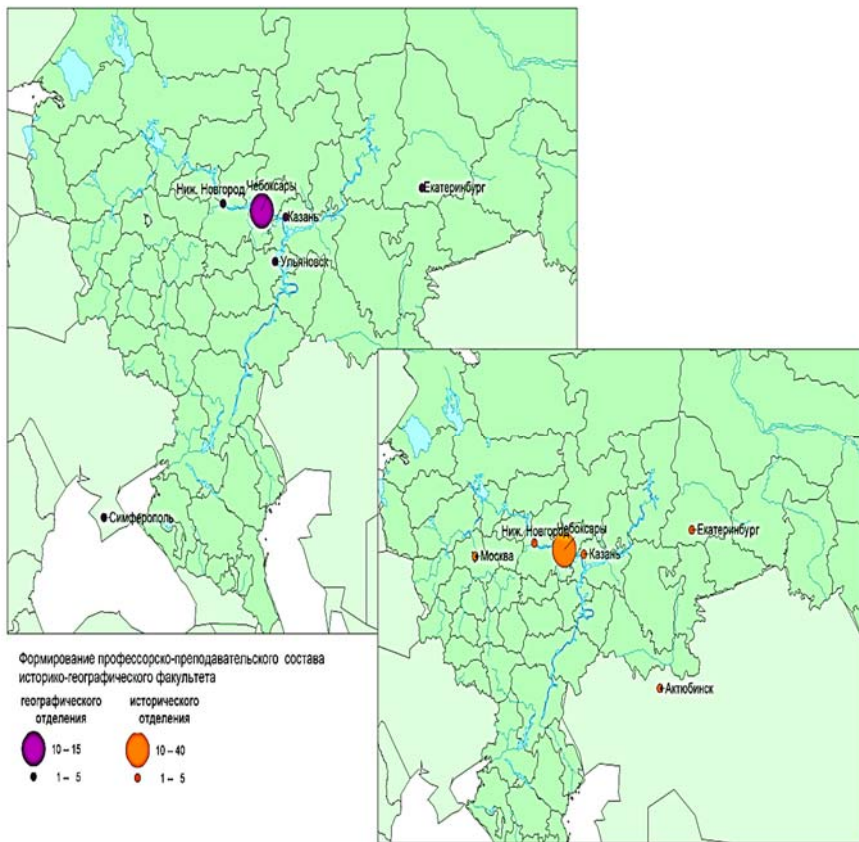 Ниж. Новгород
Чебоксары
Казань
Екатеринбург
Ульяновск
Симферополь
Ниж. Новгород
Чебоксары
Москва
Казань
Екатеринбург
Актюбинск
Формирование профессорско-преподавательского состава
историко-географического факультета
географического
отделения
исторического
отделения
10 – 15
10 – 40
1 – 5
1 – 5